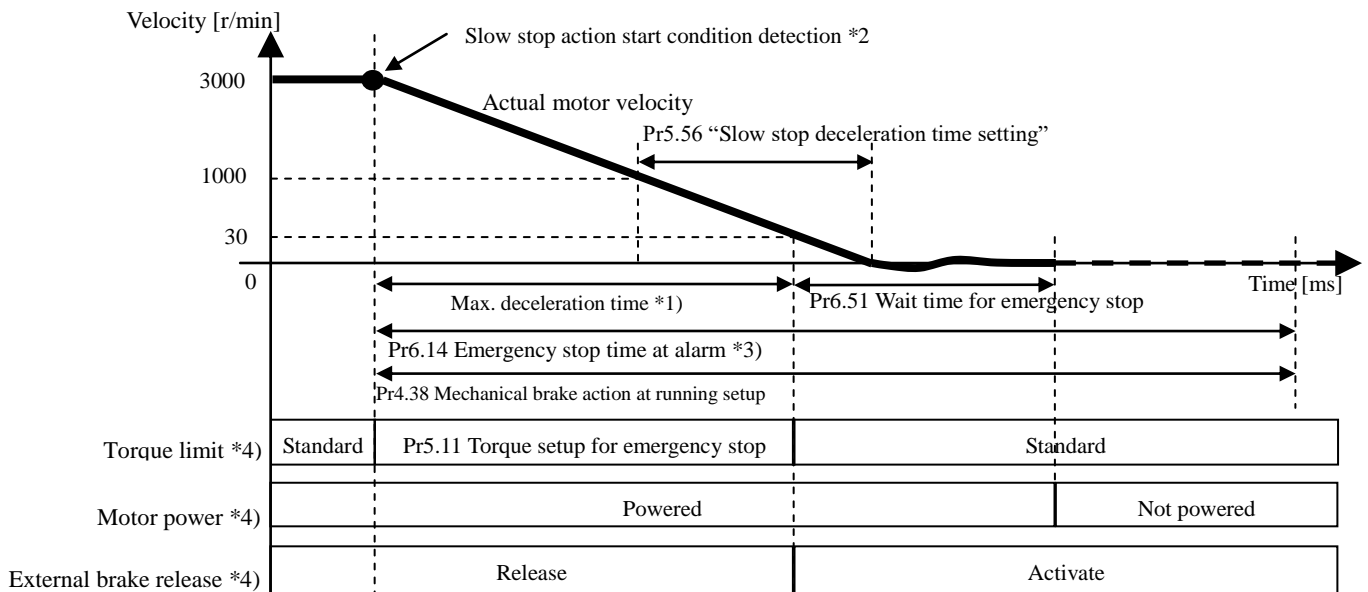 Velocity [r/min]
Slow stop action start condition detection *2
3000
Actual motor velocity
Pr5.56 “Slow stop deceleration time setting”
1000
30
0
Time [ms]
Max. deceleration time *1)
Pr6.51 Wait time for emergency stop
Pr6.14 Emergency stop time at alarm *3)
Pr4.38 Mechanical brake action at running setup
Torque limit *4)
Standard
Pr5.11 Torque setup for emergency stop
Standard
Motor power *4)
Powered
Not powered
External brake release *4)
Release
Activate